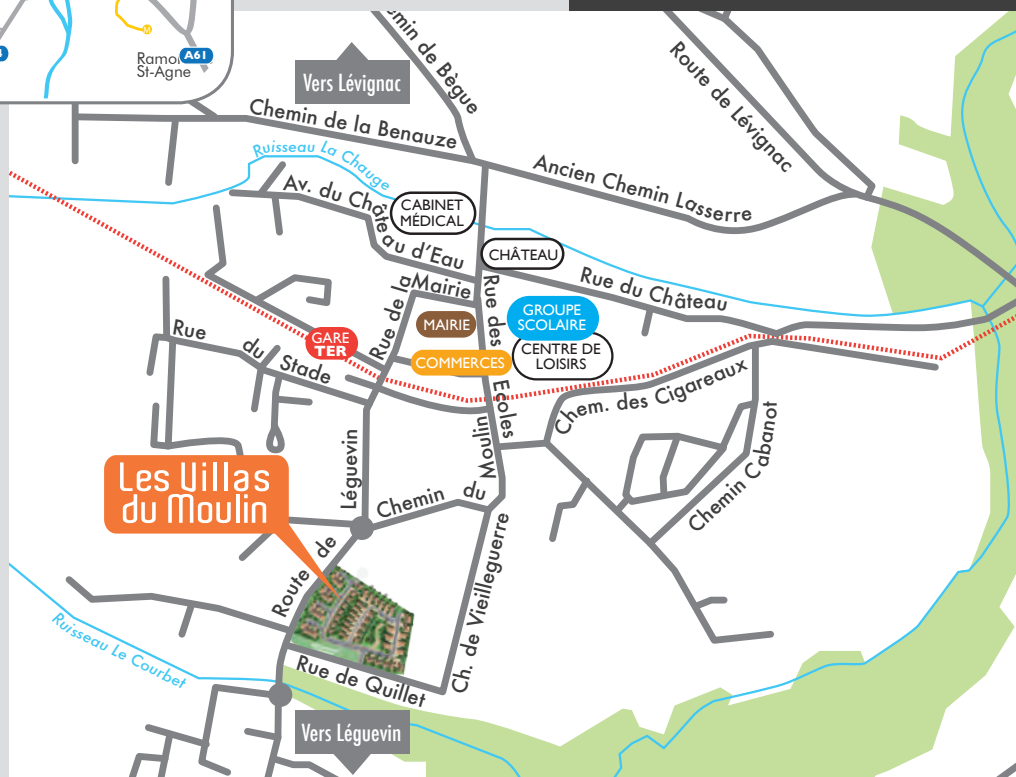 Ramo
St-Agne
A61
M
Vers Lévignac
Chemin de Bègue
Route de Lévignac
Chemin de la Benauze
Ruisseau La Chauge
Ancien Chemin Lasserre
Av. du Château d'Eau
CABINET
MÉDICAL
CHÂTEAU
Rue du Château
Rue de la Mairie
Rue des Ecoles
MAIRIE
GROUPE
SCOLAIRE
GARE
TER
COMMERCES
CENTRE DE
LOISIRS
Rue du Stade
Chem. des Cigareaux
Chemin Cabanot
Les Villas
du Moulin
Route de Léguevin
Chemin du Moulin
Ch. de Vieilleguerre
Ruisseau Le Courbet
Rue de Quillet
Vers Léguevin